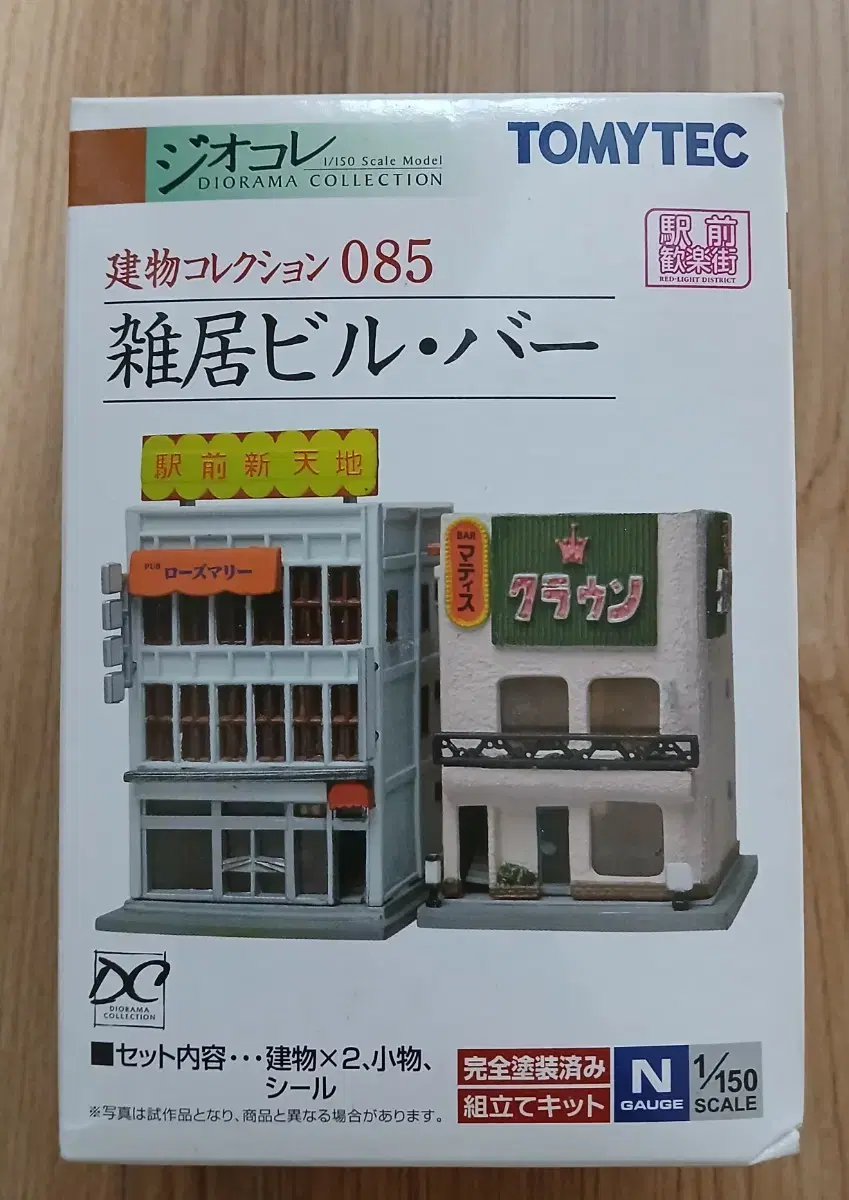 ジオコレ
1/150 Scale Model
DIORAMA COLLECTION
TOMYTEC
駅前
歓楽街
RED-LIGHT DISTRICT
建物コレクション 085
雑居ビル・バー
駅前新天地
PUB ローズマリー
BAR
マティス
クラウン
DC
DIORAMA
COLLECTION
■セット内容･･･建物×2、小物、
シール
※写真は試作品となり、商品と異なる場合があります。
完全塗装済み
組立てキット
N
GAUGE
1/150
SCALE